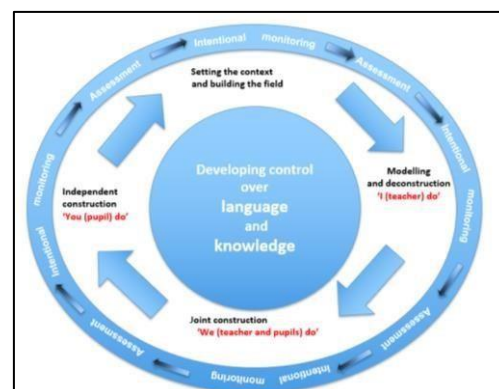 Intentional monitoring
Assessment
Intentional monitoring
Assessment
Intentional monitoring
Assessment
Intentional monitoring
Assessment
Setting the context
and building the field
Modelling
and deconstruction
'I (teacher) do'
Joint construction
'We (teacher and pupils) do'
Independent
construction
'You (pupil) do'
Developing control
over
language
and
knowledge